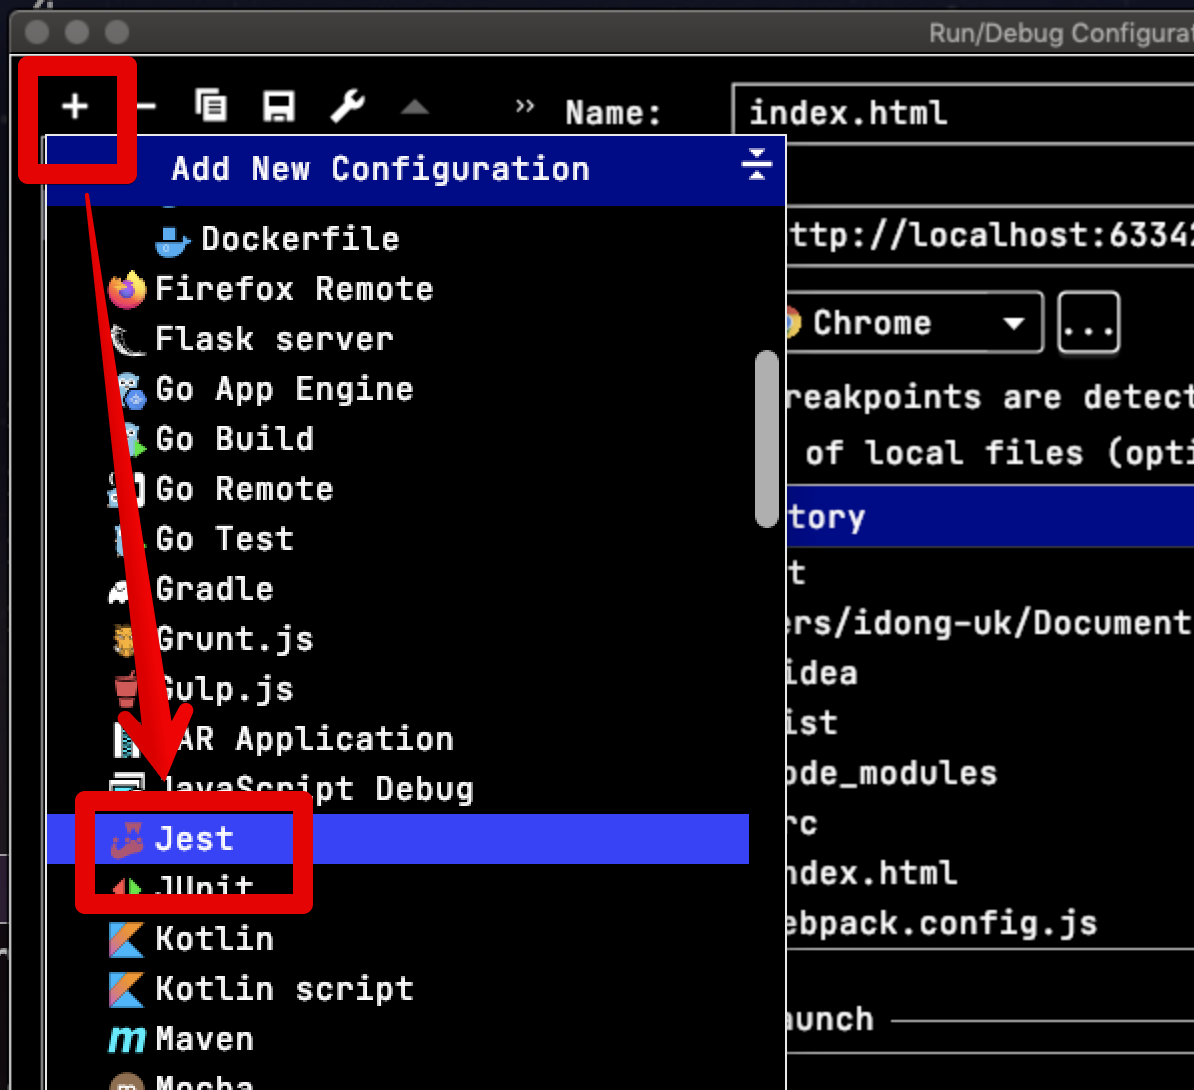 Run/Debug Configurat
Name:
index.html
Add New Configuration
ttp://localhost:63342
Dockerfile
Firefox Remote
Flask server
Chrome
...
Go App Engine
reakpoints are detect
Go Build
of local files (opti
Go Remote
tory
Go Test
t
Gradle
ers/idong-uk/Document
Grunt.js
idea
Gulp.js
ist
AR Application
ode_modules
JavaScript Debug
rc
Jest
ndex.html
JUnit
ebpack.config.js
Kotlin
Kotlin script
aunch
Maven
Mocha